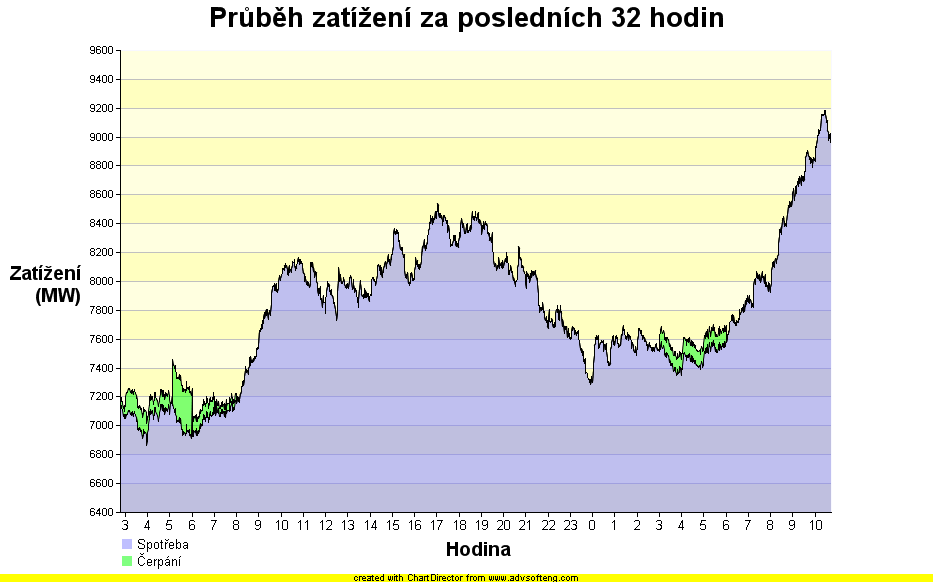 Průběh zatížení za posledních 32 hodin
9600
9400
9200
9000
8800
8600
8400
8200
8000
7800
7600
7400
7200
7000
6800
6600
6400
Zatížení
(MW)
3 4 5 6 7 8 9 10 11 12 13 14 15 16 17 18 19 20 21 22 23 0 1 2 3 4 5 6 7 8 9 10
Hodina
Spotřeba
Čerpání
created with ChartDirector from www.advsofteng.com